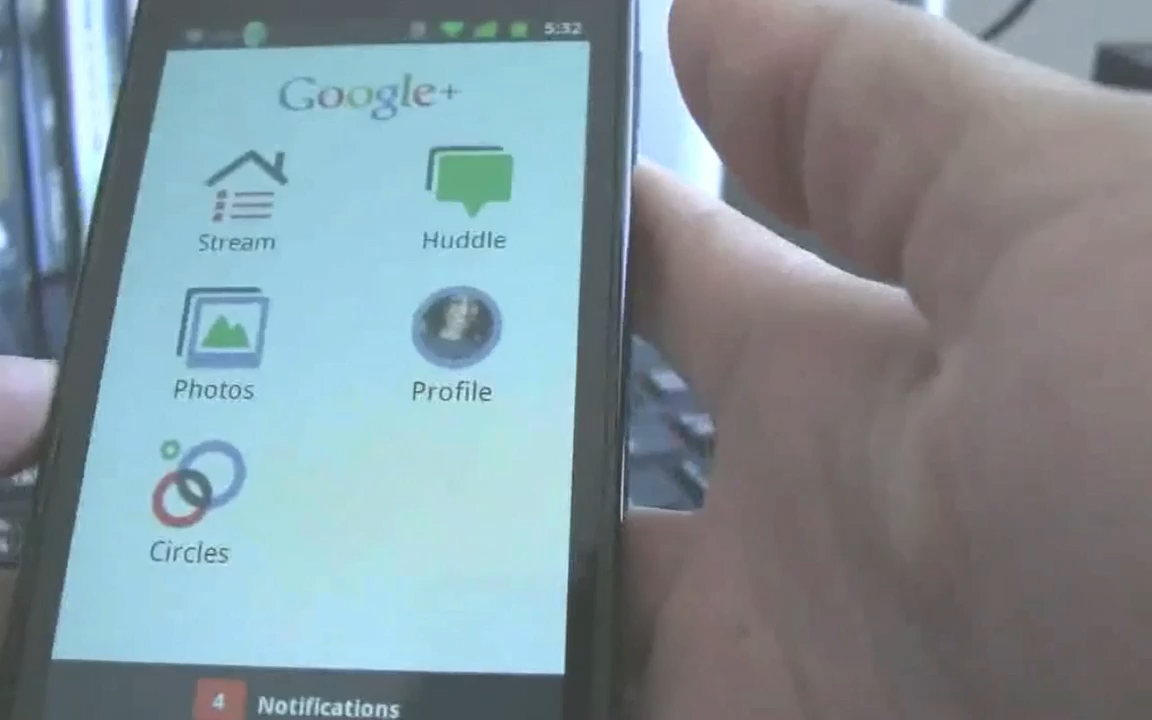 5:32
Google+
Stream Huddle
Photos Profile
Circles
4 Notifications